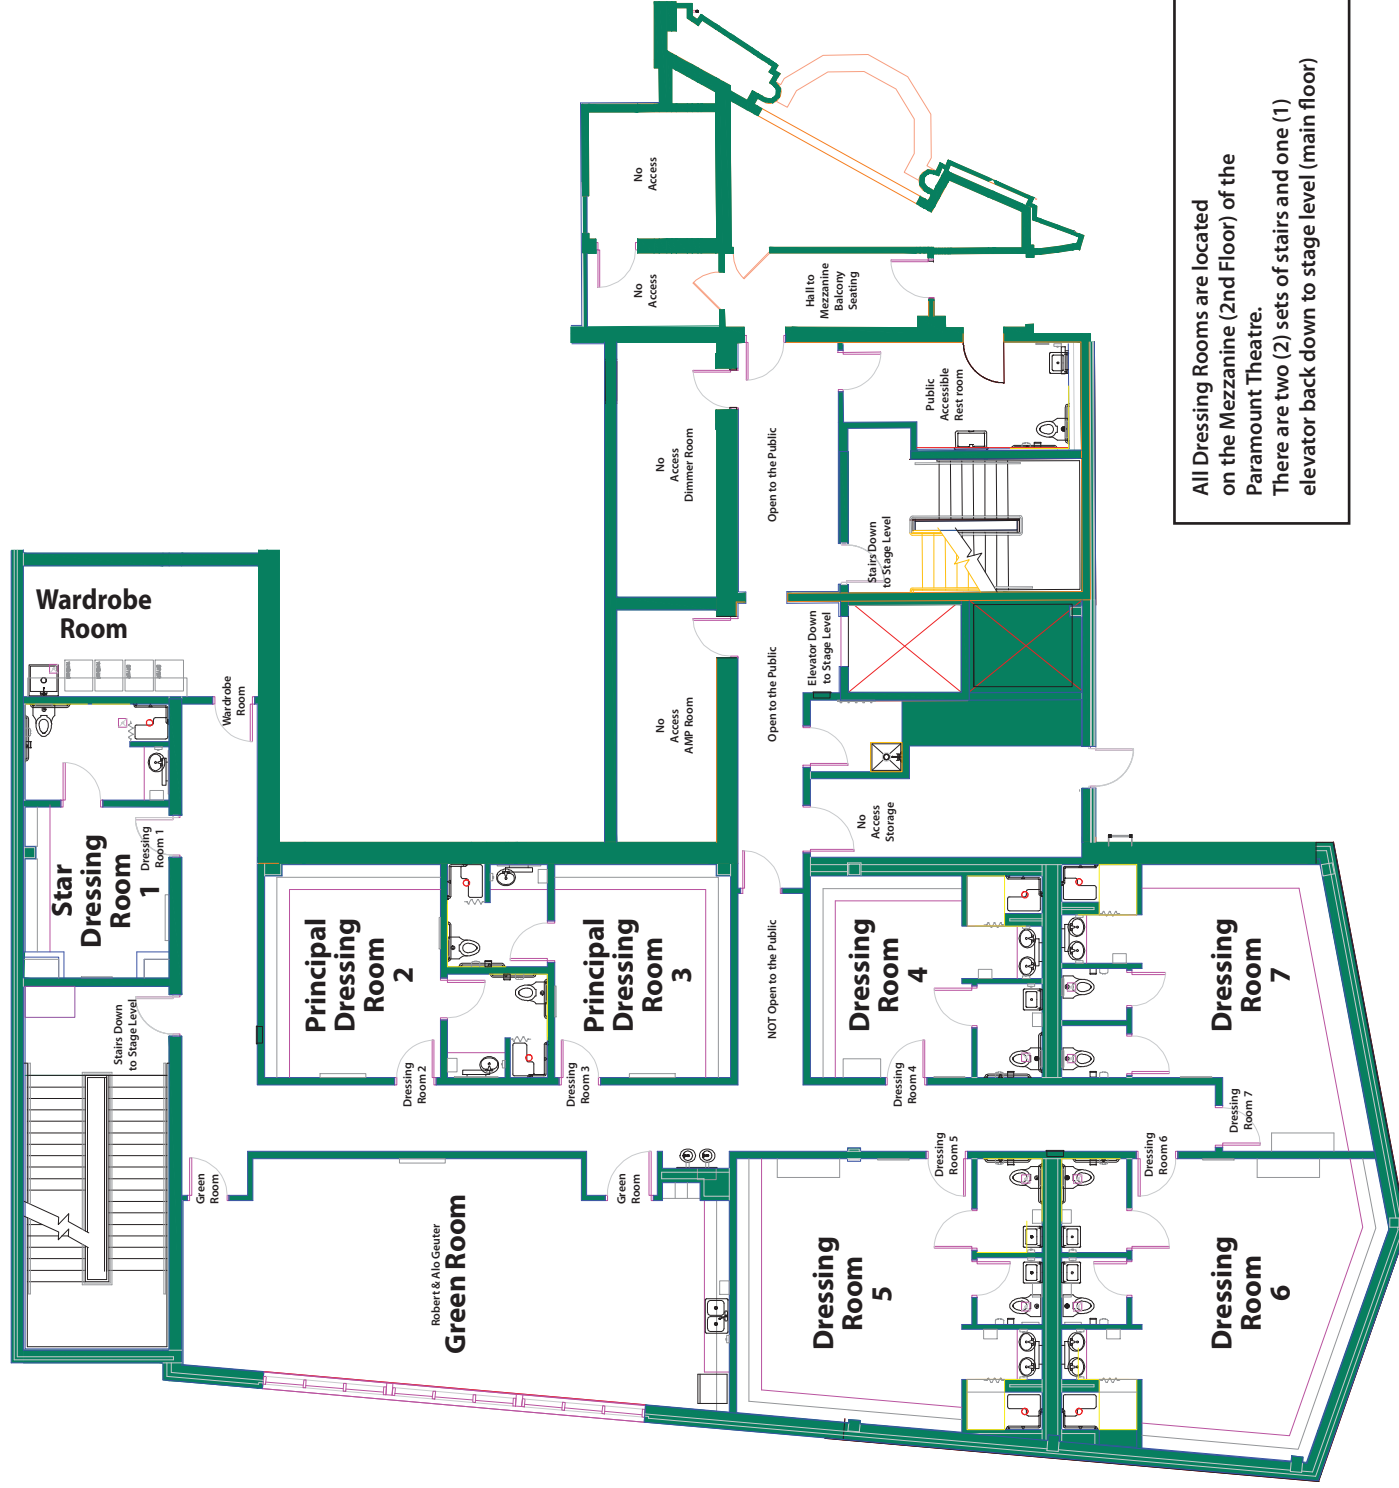 Wardrobe
Room
Wardrobe
Room
Star
Dressing
Room
1
Dressing
Room 1
Stairs Down
to Stage Level
Principal
Dressing
Room
2
Dressing
Room 2
Principal
Dressing
Room
3
Dressing
Room 3
Green
Room
Robert & Alo Geuter
Green Room
Green
Room
No
Access
No
Access
Hall to
Mezzanine
Balcony
Seating
No
Access
Dimmer Room
No
Access
AMP Room
Open to the Public
Open to the Public
NOT Open to the Public
Public
Accessible
Rest room
Stairs Down
to Stage Level
Elevator Down
to Stage Level
No
Access
Storage
Dressing
Room
4
Dressing
Room 4
Dressing
Room
5
Dressing
Room 5
Dressing
Room
6
Dressing
Room 6
Dressing
Room
7
Dressing
Room 7
All Dressing Rooms are located
on the Mezzanine (2nd Floor) of the
Paramount Theatre.
There are two (2) sets of stairs and one (1)
elevator back down to stage level (main floor)